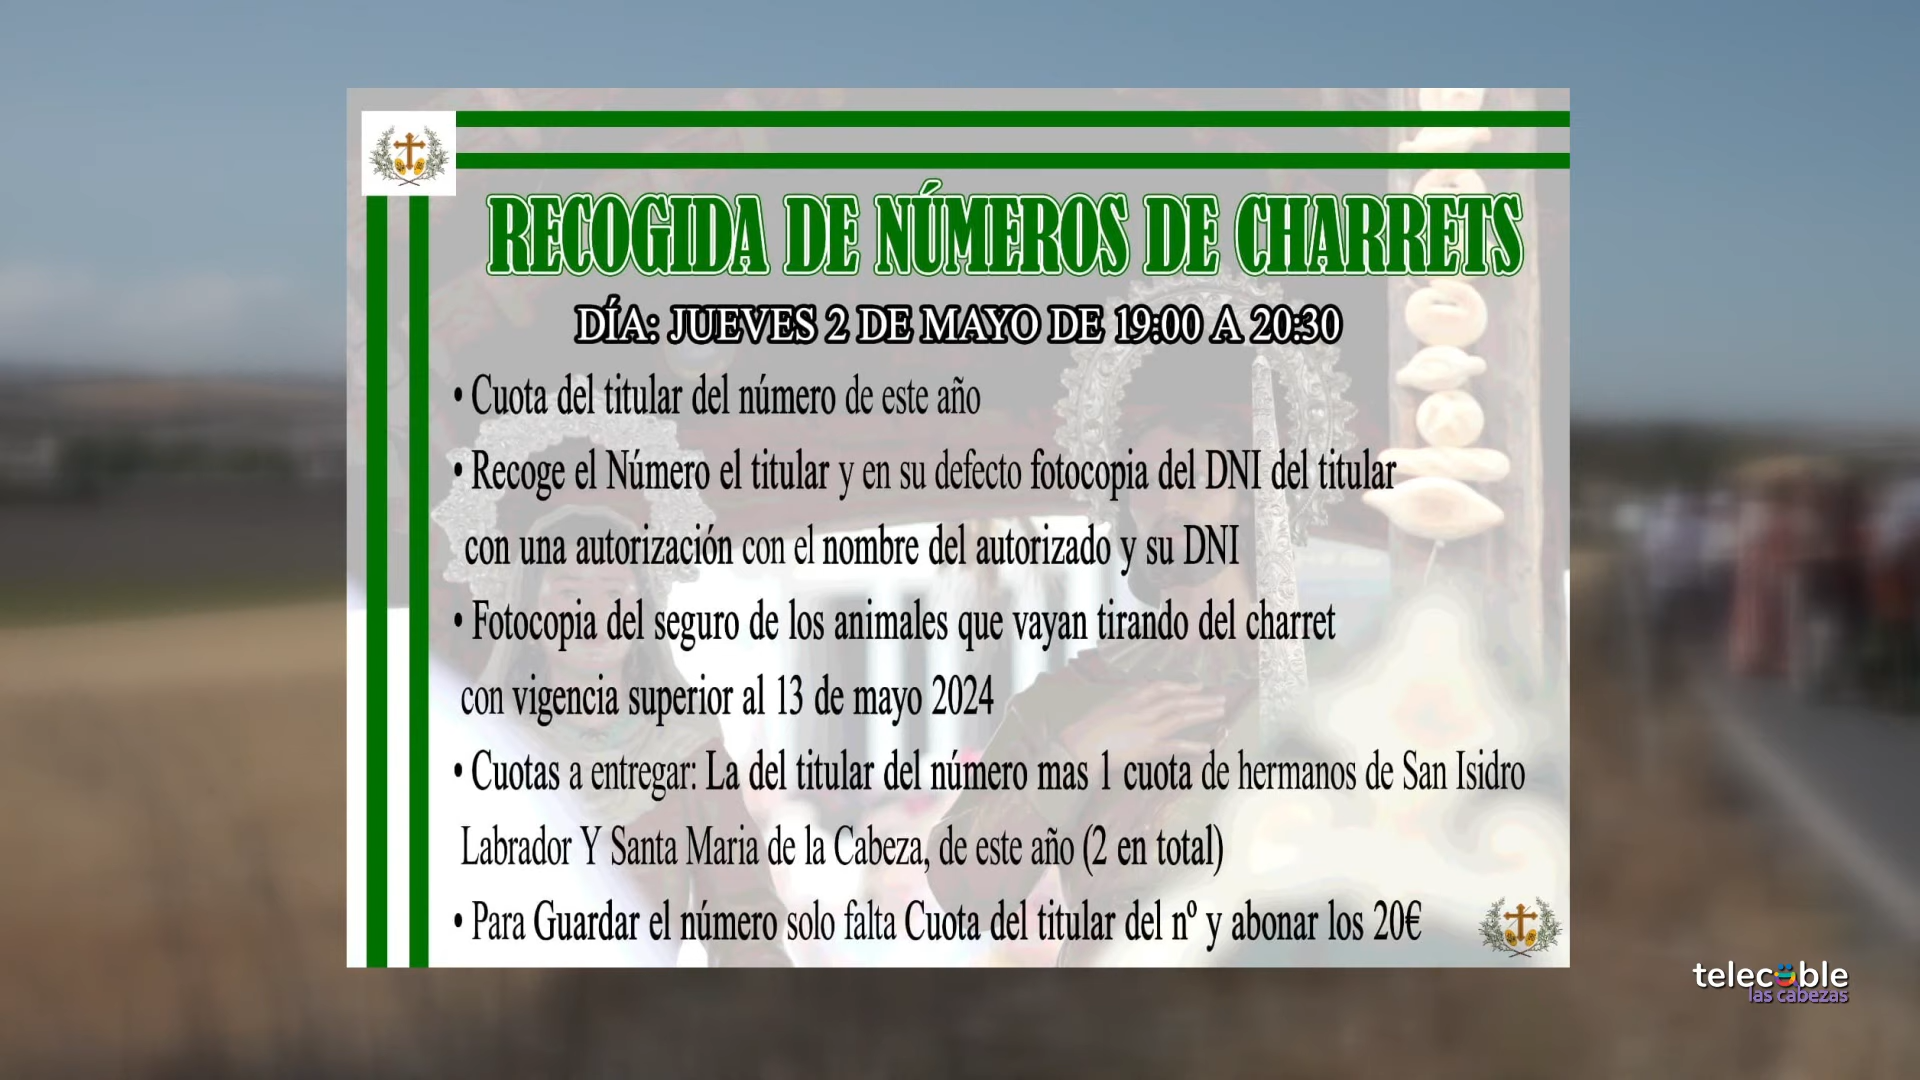 RECOGIDA DE NÚMEROS DE CHARRETS
DÍA: JUEVES 2 DE MAYO DE 19:00 A 20:30
• Cuota del titular del número de este año
• Recoge el Número el titular y en su defecto fotocopia del DNI del titular
con una autorización con el nombre del autorizado y su DNI
• Fotocopia del seguro de los animales que vayan tirando del charret
con vigencia superior al 13 de mayo 2024
• Cuotas a entregar: La del titular del número mas 1 cuota de hermanos de San Isidro
Labrador Y Santa Maria de la Cabeza, de este año (2 en total)
• Para Guardar el número solo falta Cuota del titular del nº y abonar los 20€
telecable
las cabezas